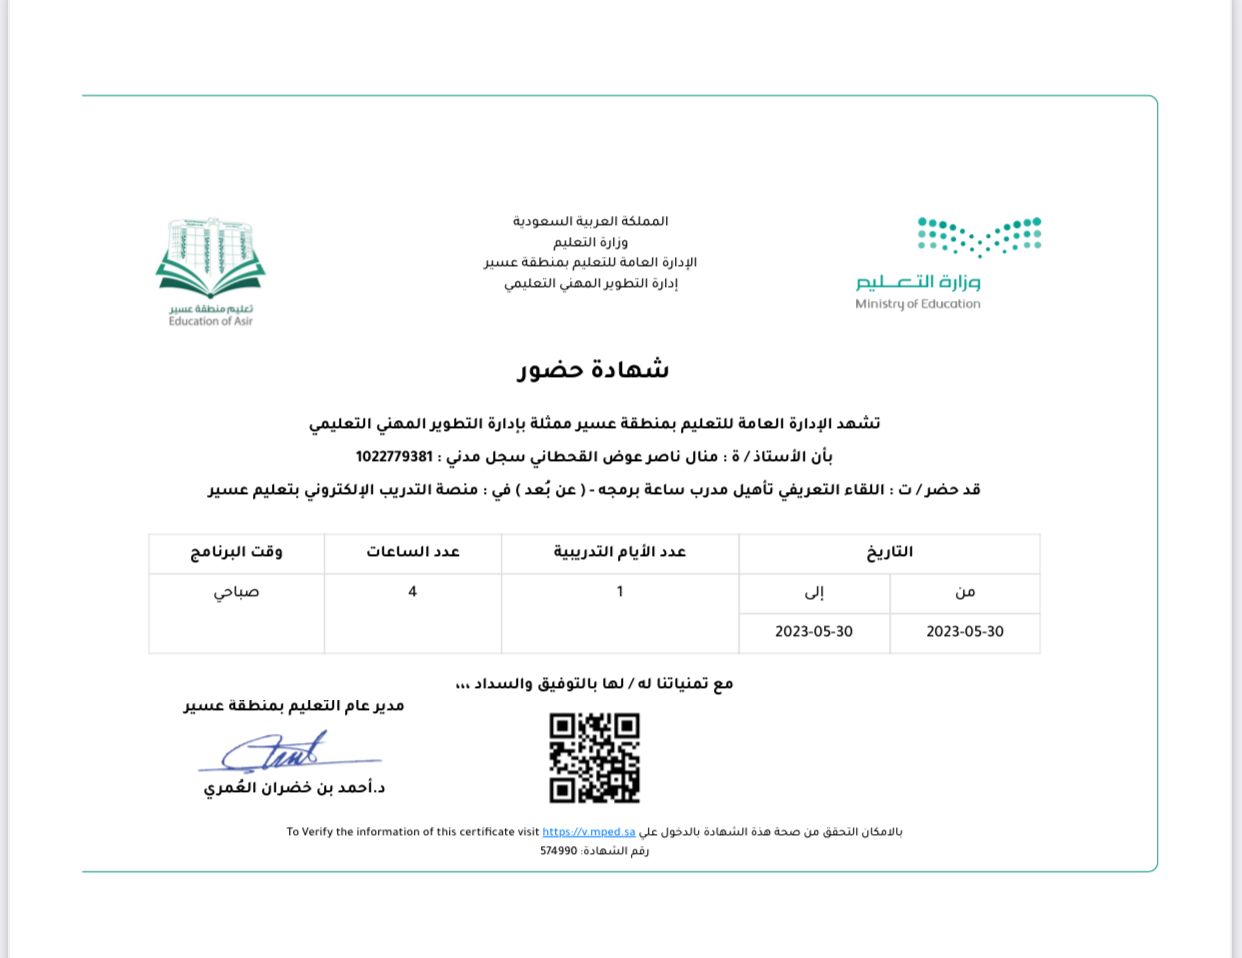 المملكة العربية السعودية
وزارة التعليم
الإدارة العامة للتعليم بمنطقة عسير
إدارة التطوير المهني التعليمي
وزارة التعليم
Ministry of Education
تعليم منطقة عسير
Education of Asir
شهادة حضور
تشهد الإدارة العامة للتعليم بمنطقة عسير ممثلة بإدارة التطوير المهني التعليمي
بأن الأستاذ / ة : منال ناصر عوض القحطاني سجل مدني : 1022779381
قد حضر / ت : اللقاء التعريفي تأهيل مدرب ساعة برمجه - ( عن بُعد ) في : منصة التدريب الإلكتروني بتعليم عسير
التاريخ عدد الأيام التدريبية عدد الساعات وقت البرنامج
من إلى 1 4 صباحي
2023-05-30 2023-05-30
مع تمنياتنا له / لها بالتوفيق والسداد ،،،
مدير عام التعليم بمنطقة عسير
د.أحمد بن خضران العُمري
بالامكان التحقق من صحة هذة الشهادة بالدخول علي To Verify the information of this certificate visit https://v.mped.sa
رقم الشهادة: 574990